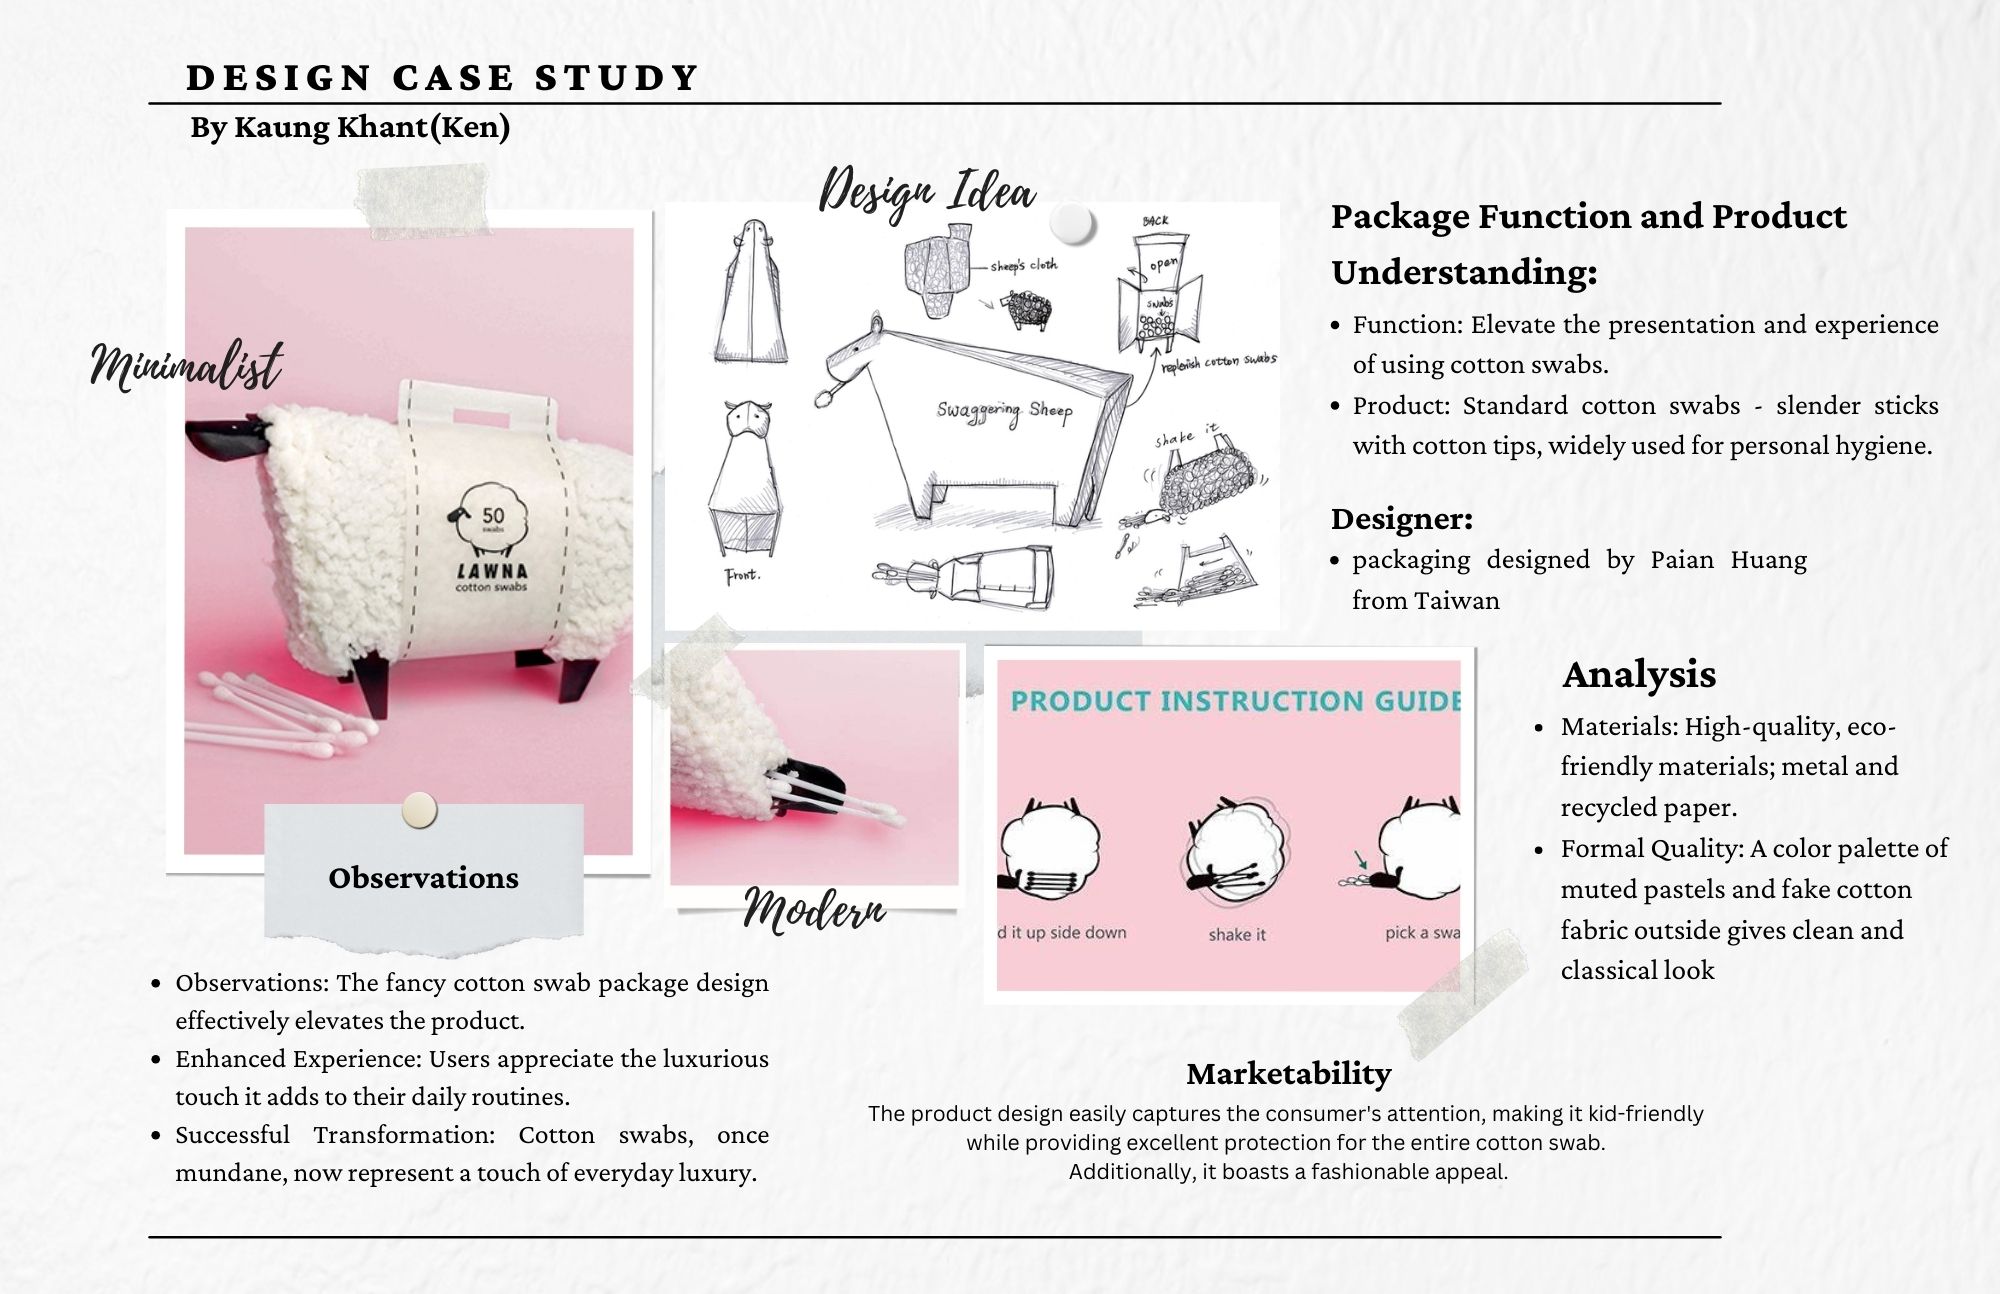 DESIGN CASE STUDY
By Kaung Khant(Ken)
Minimalist
50
swabs
LAWNA
cotton swabs
Design Idea
sheep's cloth
BACK
open
swabs
replenish cotton swabs
Swaggering Sheep
shake it
Front.
Package Function and Product
Understanding:
• Function: Elevate the presentation and experience
of using cotton swabs.
• Product: Standard cotton swabs - slender sticks
with cotton tips, widely used for personal hygiene.
Designer:
• packaging designed by Paian Huang
from Taiwan
Modern
PRODUCT INSTRUCTION GUIDE
d it up side down
shake it
pick a swa
Analysis
• Materials: High-quality, eco-
friendly materials; metal and
recycled paper.
• Formal Quality: A color palette of
muted pastels and fake cotton
fabric outside gives clean and
classical look
Observations
• Observations: The fancy cotton swab package design
effectively elevates the product.
• Enhanced Experience: Users appreciate the luxurious
touch it adds to their daily routines.
• Successful Transformation: Cotton swabs, once
mundane, now represent a touch of everyday luxury.
Marketability
The product design easily captures the consumer's attention, making it kid-friendly
while providing excellent protection for the entire cotton swab.
Additionally, it boasts a fashionable appeal.